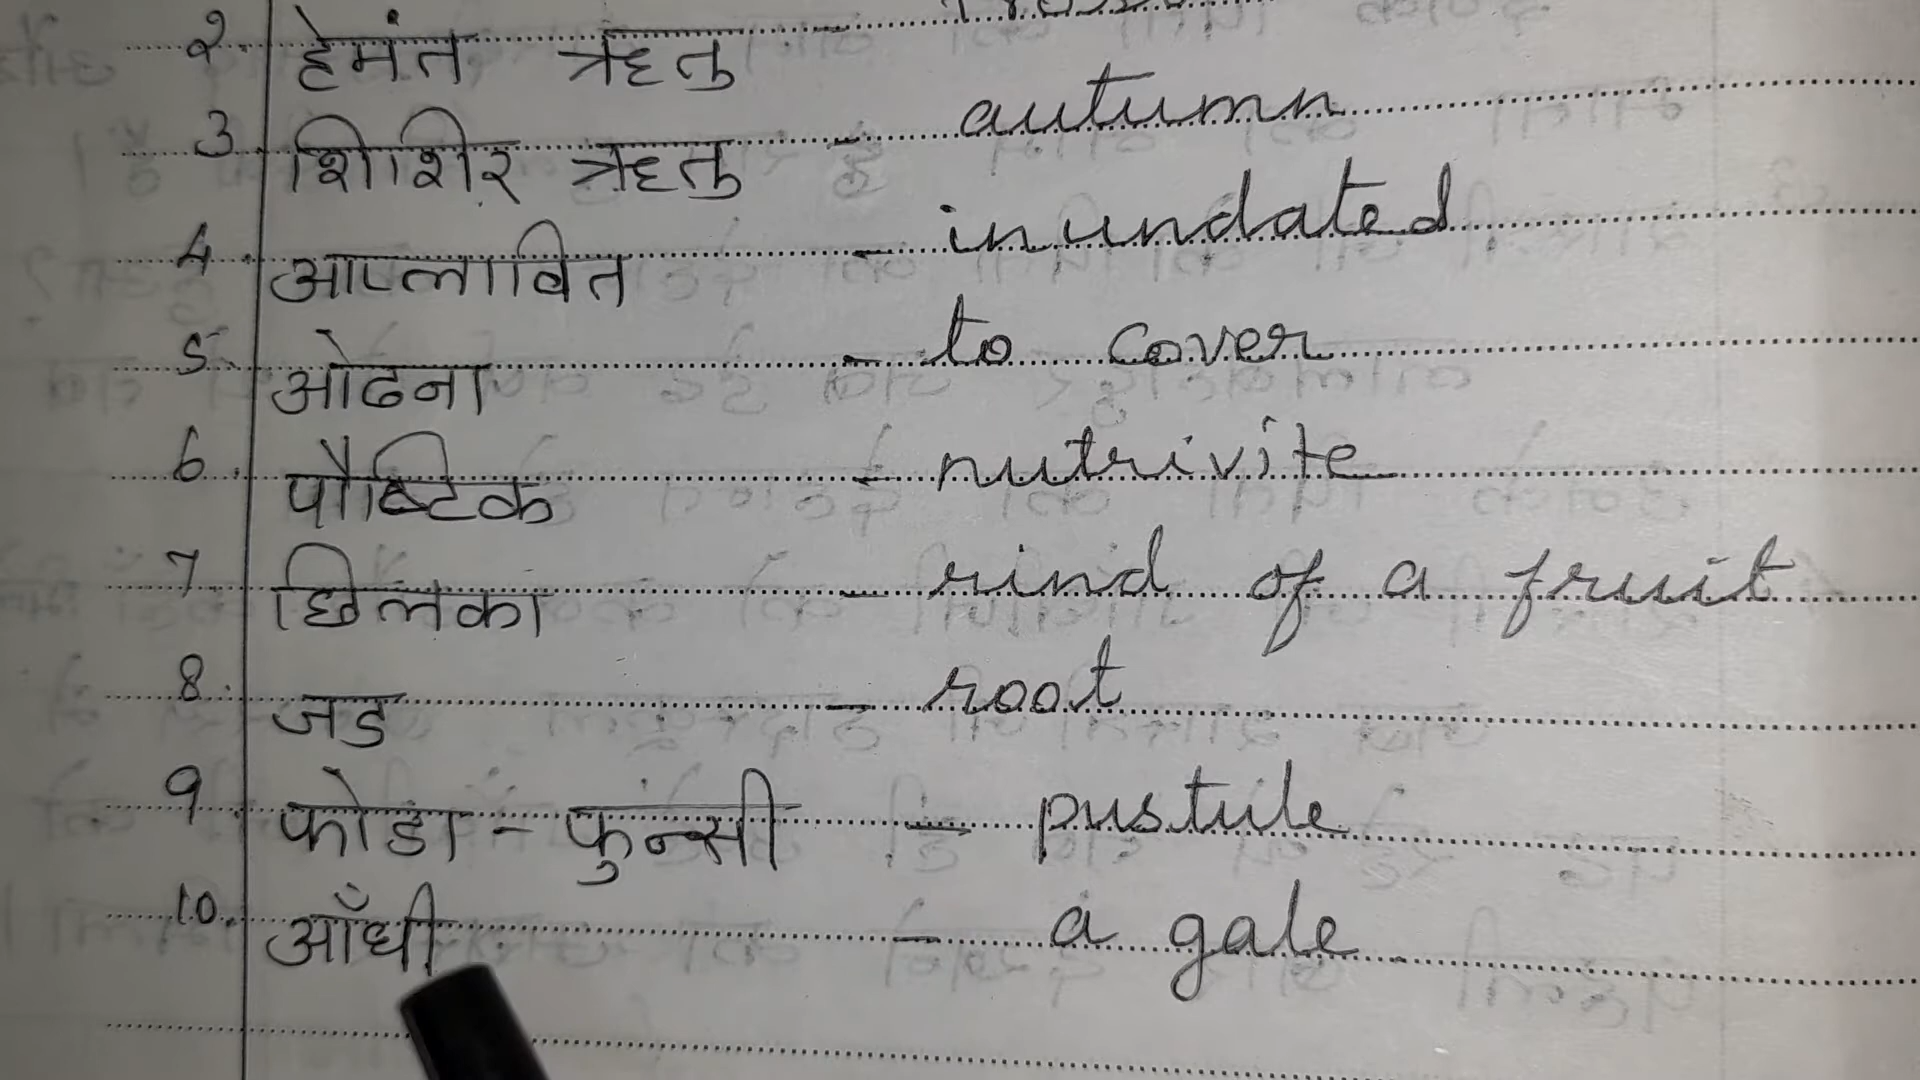 2. हेमंत ऋतु -
3. शिशिर ऋतु - autumn
4. आप्लावित - inundated
5. ओढना - to cover
6. पौष्टिक - nutrivite
7. छिलका - rind of a fruit
8. जड - root
9. फोडा - फुन्सी - pustule
10. आँधी - a gale